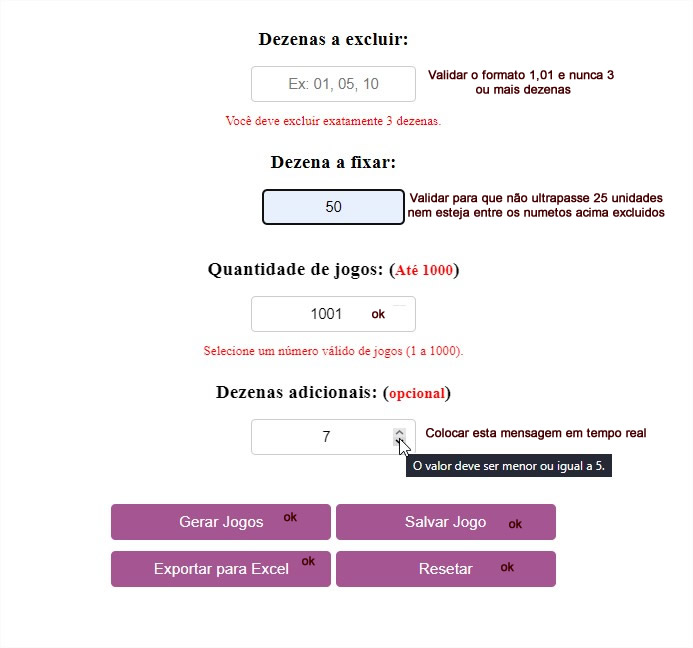 Dezenas a excluir:
Ex: 01, 05, 10
Validar o formato 1,01 e nunca 3
ou mais dezenas
Você deve excluir exatamente 3 dezenas.
Dezena a fixar:
50
Validar para que não ultrapasse 25 unidades
nem esteja entre os numetos acima excluidos
Quantidade de jogos: (Até 1000)
1001 ok
Selecione um número válido de jogos (1 a 1000).
Dezenas adicionais: (opcional)
7
Colocar esta mensagem em tempo real
O valor deve ser menor ou igual a 5.
Gerar Jogos ok
Salvar Jogo ok
Exportar para Excel ok
Resetar ok